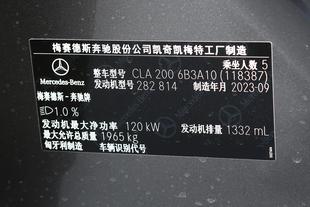 梅赛德斯奔驰股份公司凯奇凯梅特工厂制造
乘坐人数 5
Mercedes-Benz
整车型号 CLA 200 6B3A10 (118387)
发动机型号 282 814
制造年月 2023-09
梅赛德斯-奔驰牌
1.0 %
发动机最大净功率 120 kW
发动机排量 1332 mL
最大允许总质量 1965 kg
匈牙利制造
车辆识别代号